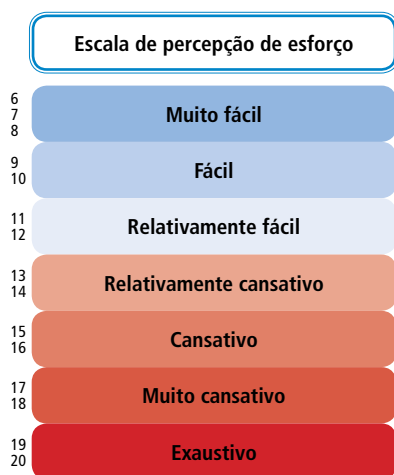 Escala de percepção de esforço
6
7
8
Muito fácil
9
10
Fácil
11
12
Relativamente fácil
13
14
Relativamente cansativo
15
16
Cansativo
17
18
Muito cansativo
19
20
Exaustivo